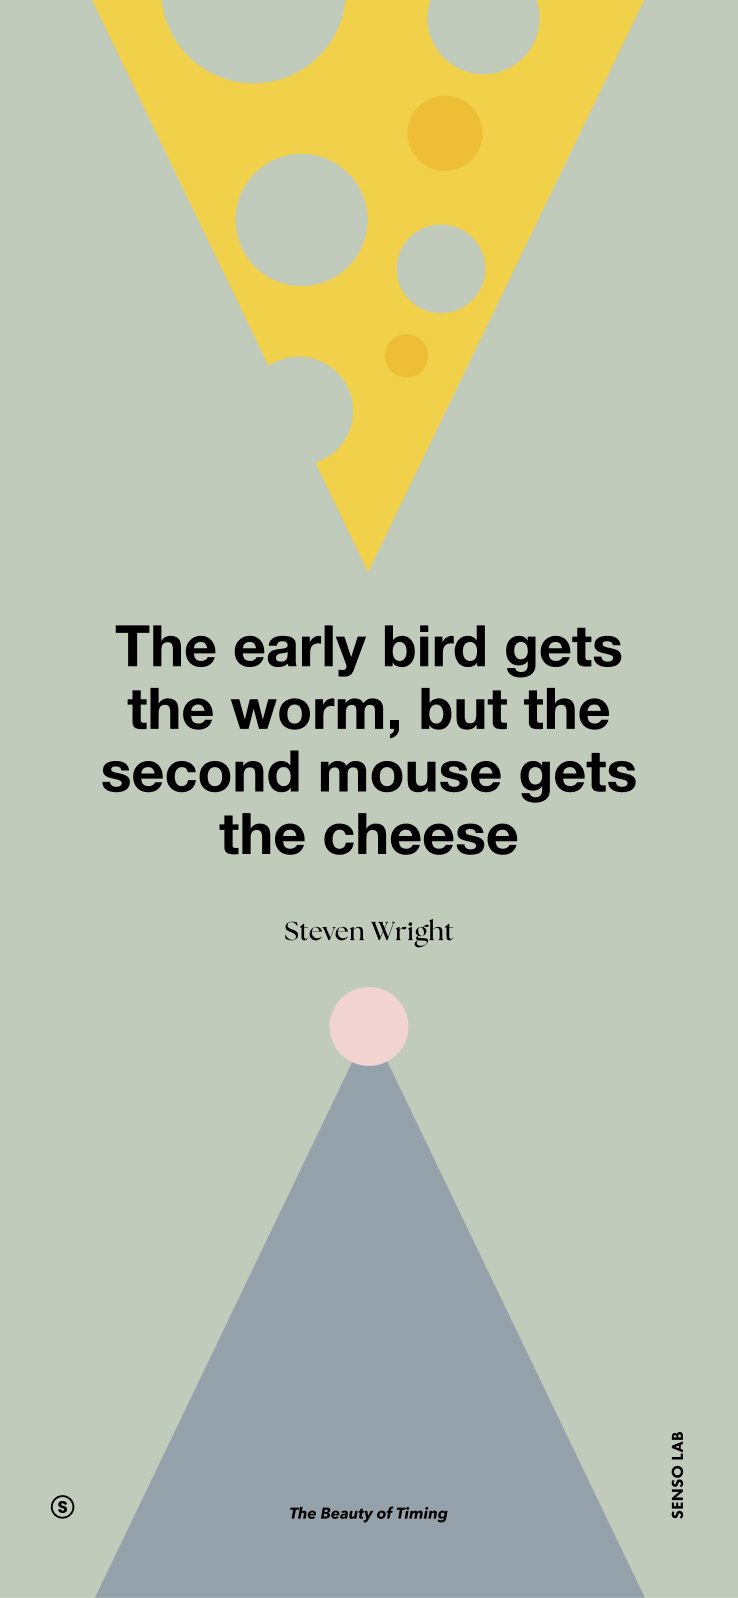 The early bird gets
the worm, but the
second mouse gets
the cheese
Steven Wright
S
The Beauty of Timing
SENSO LAB